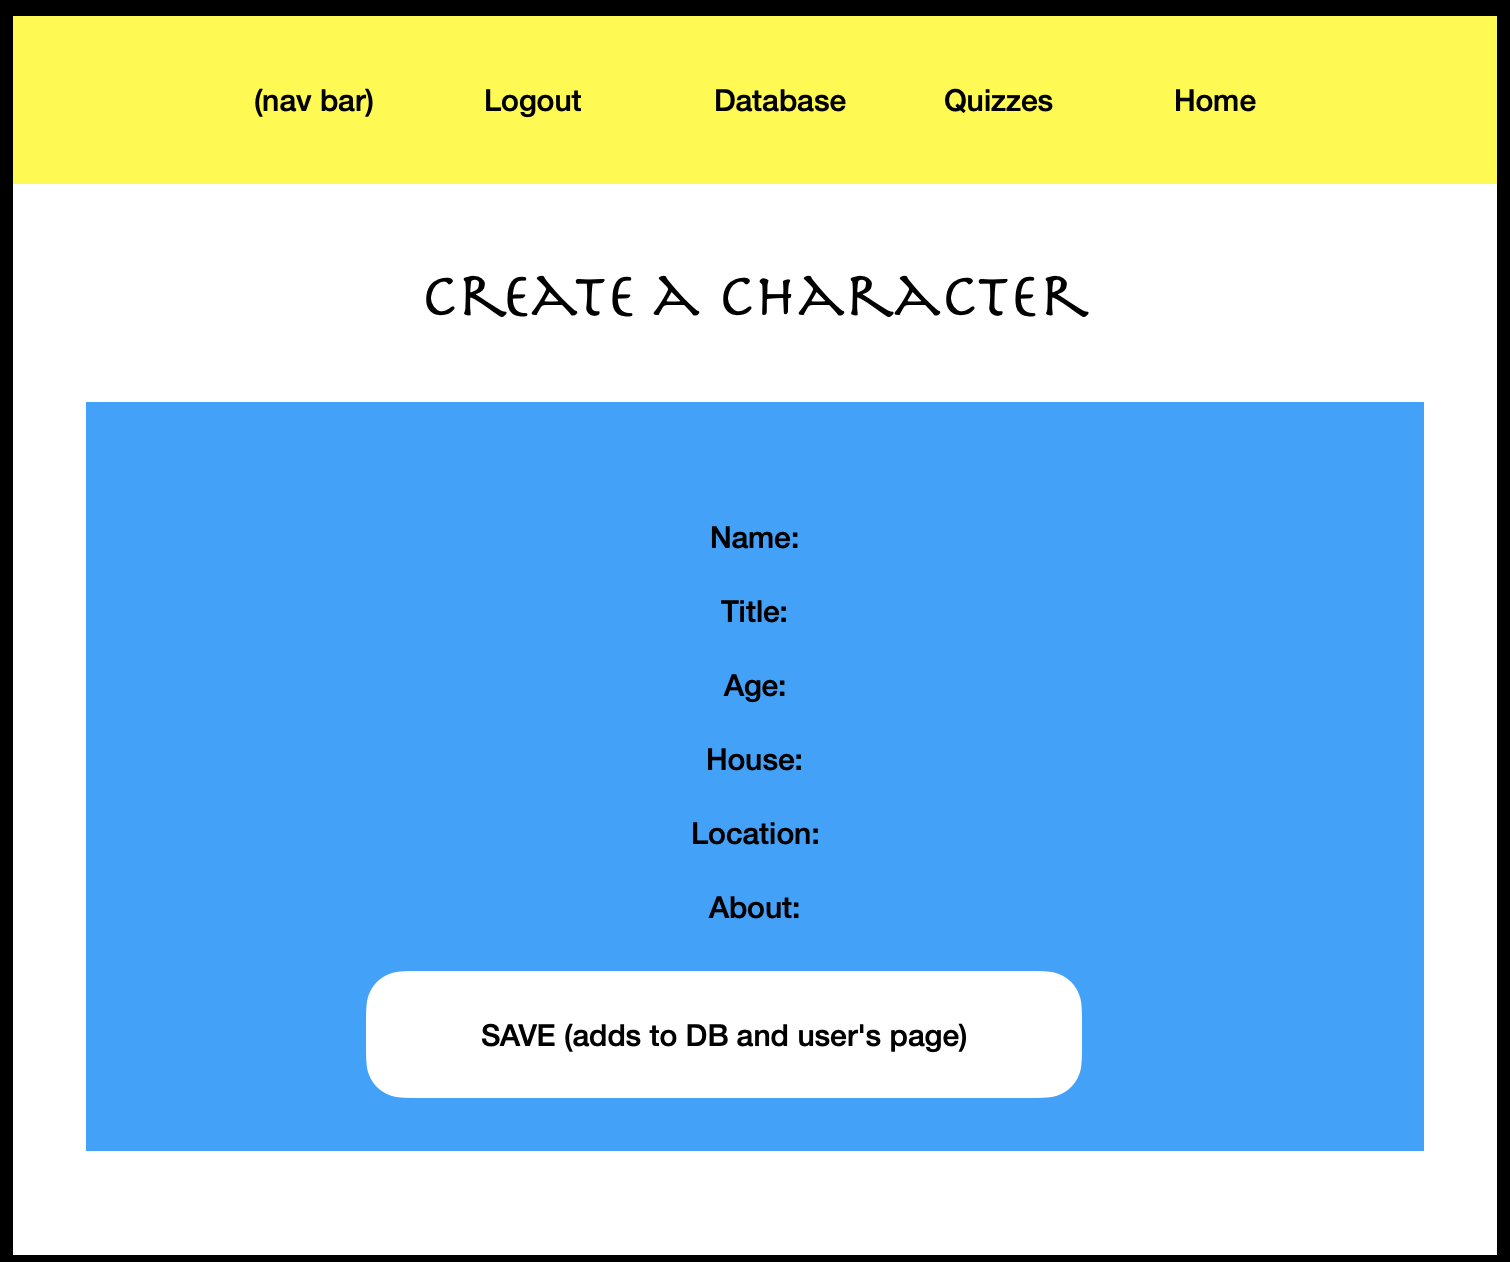 (nav bar) Logout Database Quizzes Home
CREATE A CHARACTER
Name:
Title:
Age:
House:
Location:
About:
SAVE (adds to DB and user's page)